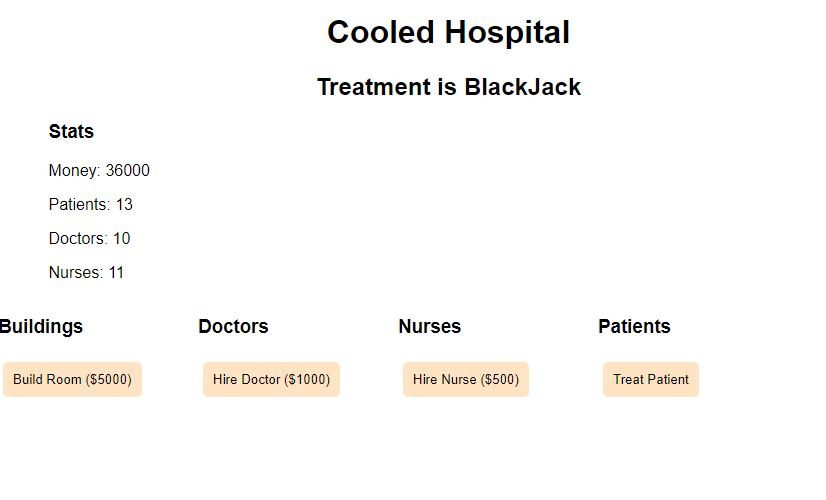 Cooled Hospital
Treatment is BlackJack
Stats
Money: 36000
Patients: 13
Doctors: 10
Nurses: 11
Buildings Doctors Nurses Patients
Build Room ($5000) Hire Doctor ($1000) Hire Nurse ($500) Treat Patient